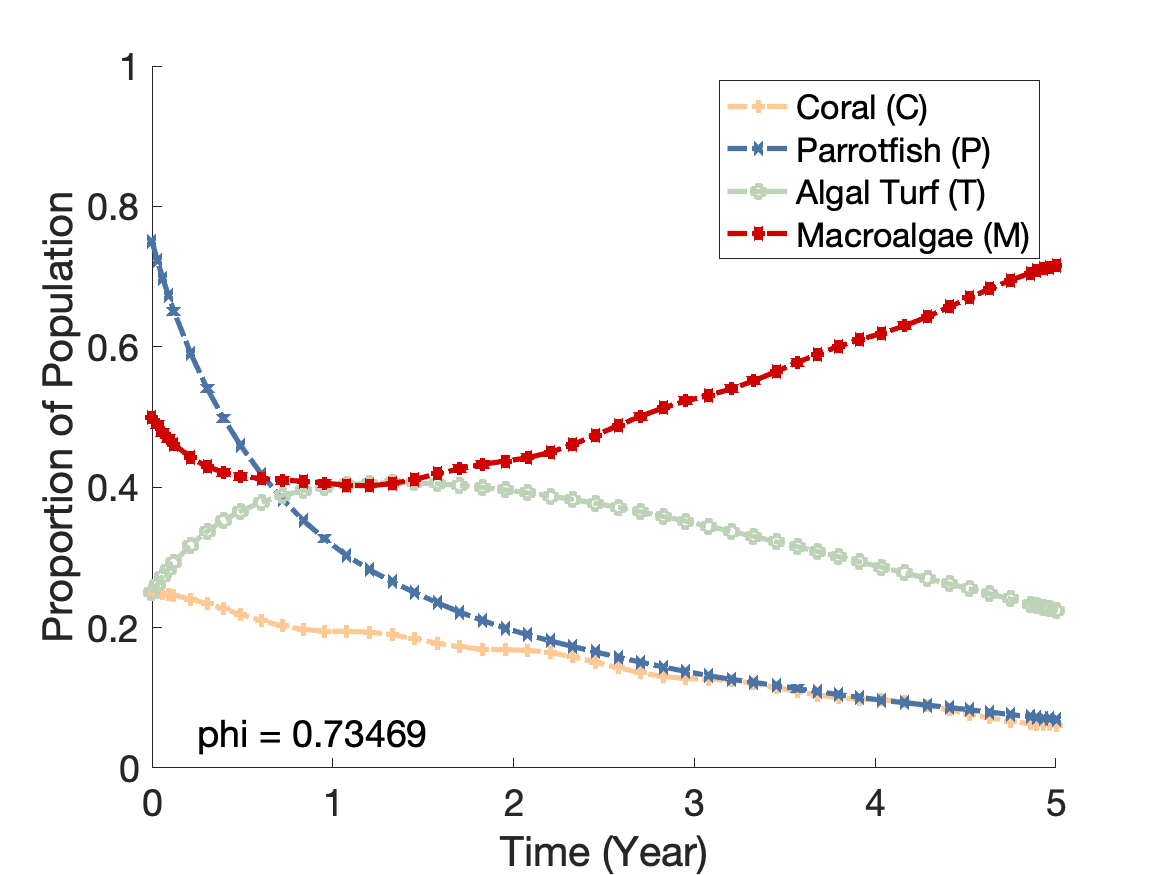 Proportion of Population
1
0.8
0.6
0.4
0.2
0
Coral (C)
Parrotfish (P)
Algal Turf (T)
Macroalgae (M)
phi = 0.73469
0 1 2 3 4 5
Time (Year)